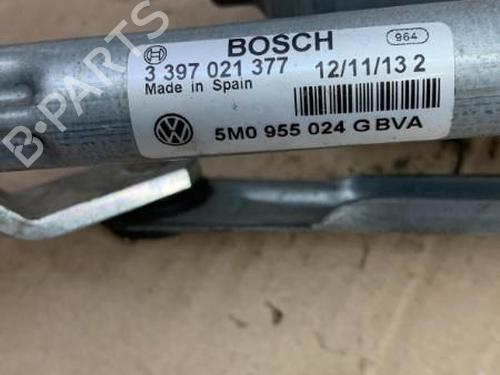 BOSCH
964
3 397 021 377 12/11/13 2
Made in Spain
5M0 955 024 G BVA
B-PARTS